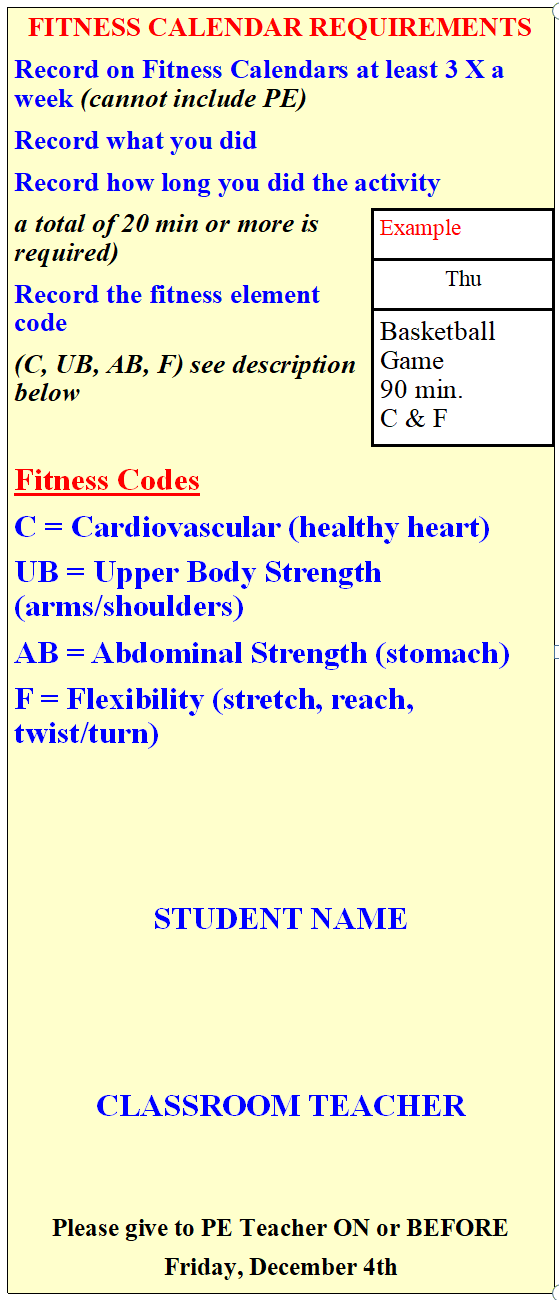 FITNESS CALENDAR REQUIREMENTS
Record on Fitness Calendars at least 3 X a
week (cannot include PE)
Record what you did
Record how long you did the activity
a total of 20 min or more is
required)
Record the fitness element
code
(C, UB, AB, F) see description
below
Example
Thu
Basketball
Game
90 min.
C & F
Fitness Codes
C = Cardiovascular (healthy heart)
UB = Upper Body Strength
(arms/shoulders)
AB = Abdominal Strength (stomach)
F = Flexibility (stretch, reach,
twist/turn)
STUDENT NAME
CLASSROOM TEACHER
Please give to PE Teacher ON or BEFORE
Friday, December 4th